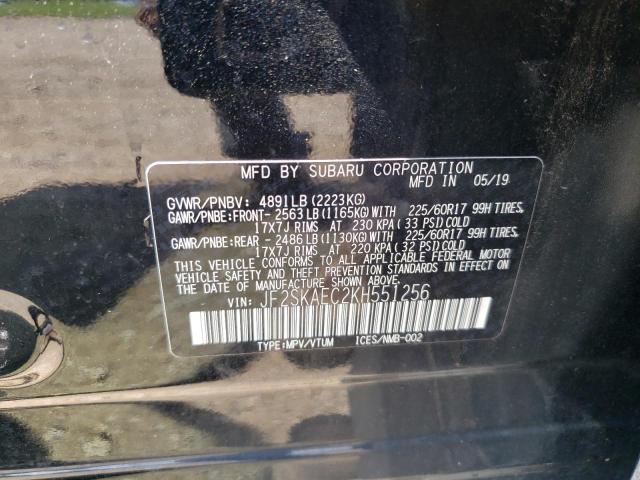 MFD BY SUBARU CORPORATION
MFD IN 05/19
GVWR/PNBV: 4891LB (2223KG)
GAWR/PNBE:FRONT- 2563LB (1165KG)WITH 225/60R17 99H TIRES,
17X7J RIMS AT 230 KPA ( 33 PSI)COLD
GAWR/PNBE:REAR - 2486LB (1130KG)WITH 225/60R17 99H TIRES,
17X7J RIMS AT 220 KPA ( 32 PSI)COLD
THIS VEHICLE CONFORMS TO ALL APPLICABLE FEDERAL MOTOR
VEHICLE SAFETY AND THEFT PREVENTION STANDARDS IN EFFECT ON
THE DATE OF MANUFACTURE SHOWN ABOVE.
VIN: JF2SKAEC2KH551256
TYPE:MPV/VTUM ICES/NMB-002